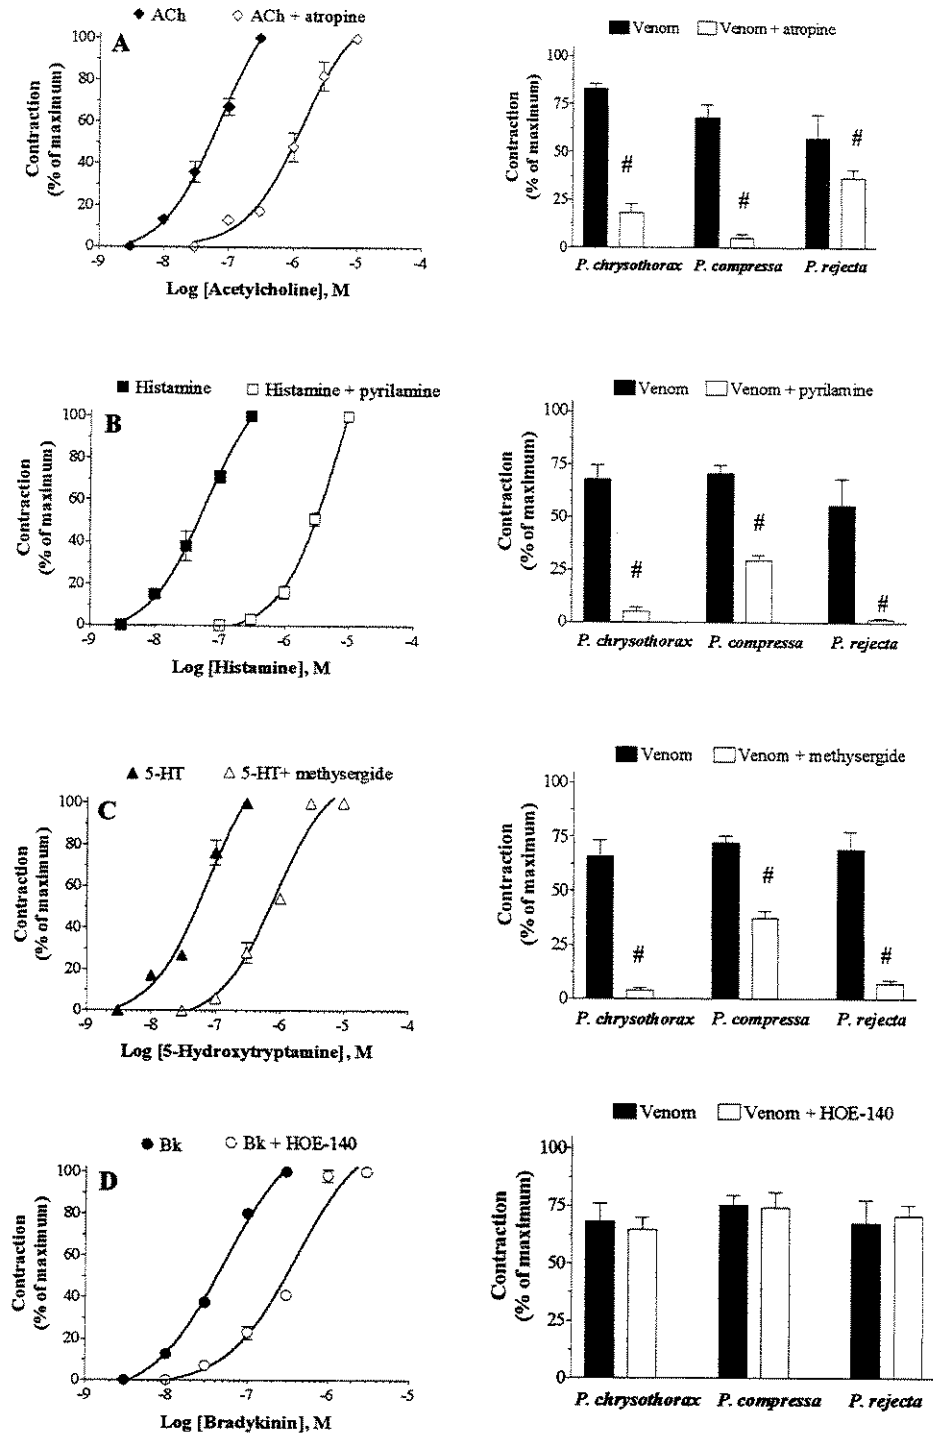 ACh ACh + atropine
A
Contraction
(% of maximum)
100
80
60
40
20
0
-9 -8 -7 -6 -5 -4
Log [Acetylcholine], M
Venom Venom + atropine
Contraction
(% of maximum)
100
75
50
25
0
# # #
P. chrysothorax P. compressa P. rejecta
Histamine Histamine + pyrilamine
B
Contraction
(% of maximum)
100
80
60
40
20
0
-9 -8 -7 -6 -5 -4
Log [Histamine], M
Venom Venom + pyrilamine
Contraction
(% of maximum)
100
75
50
25
0
# # #
P. chrysothorax P. compressa P. rejecta
5-HT 5-HT+ methysergide
C
Contraction
(% of maximum)
100
80
60
40
20
0
-9 -8 -7 -6 -5 -4
Log [5-Hydroxytryptamine], M
Venom Venom + methysergide
Contraction
(% of maximum)
100
75
50
25
0
# # #
P. chrysothorax P. compressa P. rejecta
Bk Bk + HOE-140
D
Contraction
(% of maximum)
100
80
60
40
20
0
-9 -8 -7 -6 -5
Log [Bradykinin], M
Venom Venom + HOE-140
Contraction
(% of maximum)
100
75
50
25
0
P. chrysothorax P. compressa P. rejecta